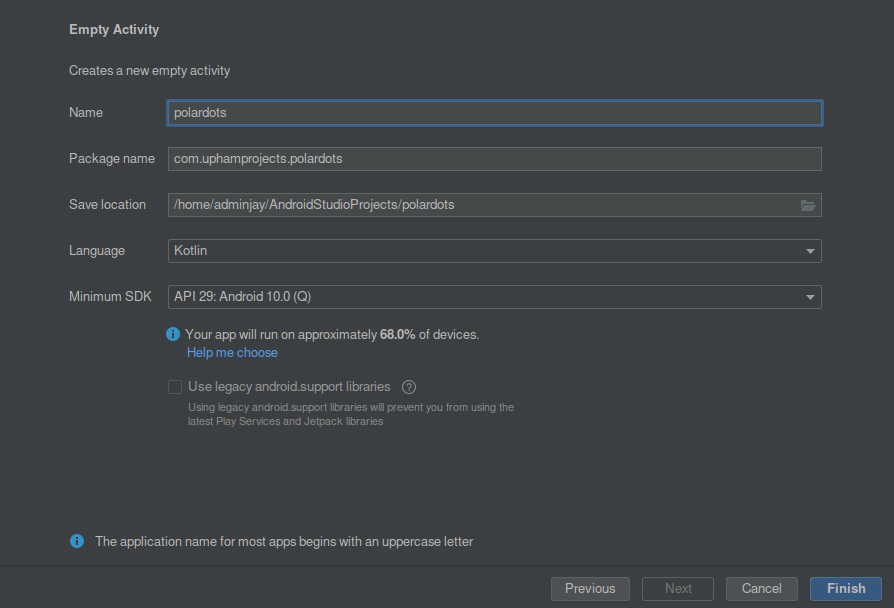 Empty Activity
Creates a new empty activity
Name polardots
Package name com.uphamprojects.polardots
Save location /home/adminjay/AndroidStudioProjects/polardots
Language Kotlin
Minimum SDK API 29: Android 10.0 (Q)
Your app will run on approximately 68.0% of devices.
Help me choose
Use legacy android.support libraries ?
Using legacy android.support libraries will prevent you from using the
latest Play Services and Jetpack libraries
The application name for most apps begins with an uppercase letter
Previous Next Cancel Finish